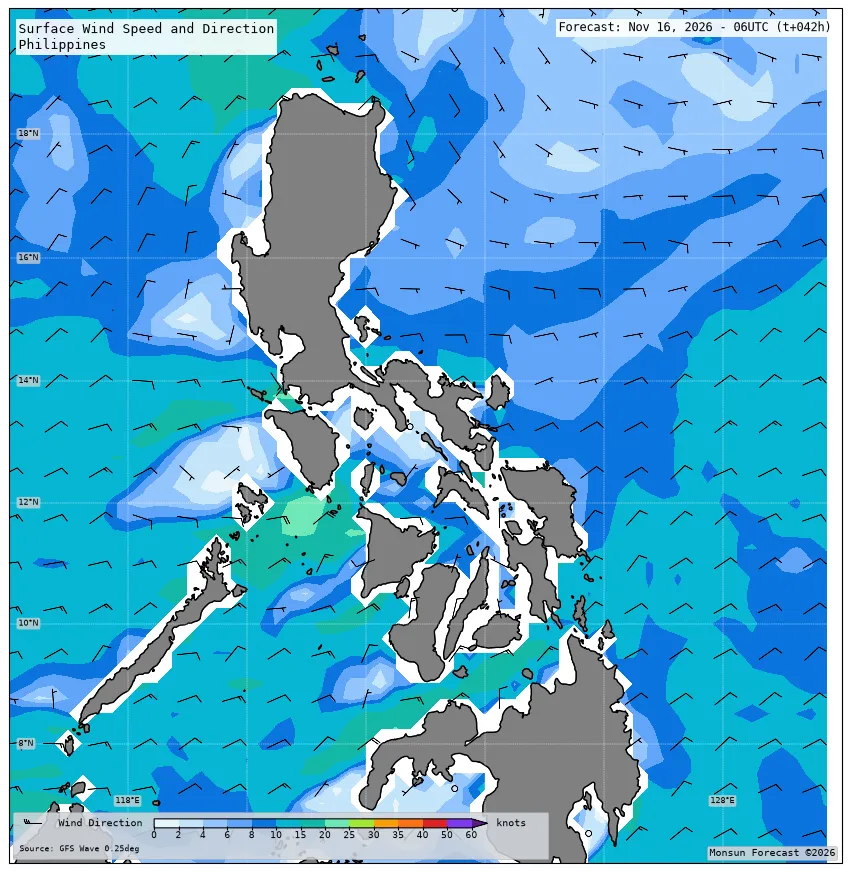 Surface Wind Speed and Direction
Philippines
Forecast: Nov 16, 2026 - 06UTC (t+042h)
18°N
16°N
14°N
12°N
10°N
8°N
118°E
128°E
Wind Direction
knots
0 2 4 6 8 10 15 20 25 30 35 40 50 60
Source: GFS Wave 0.25deg
Monsun Forecast ©2026